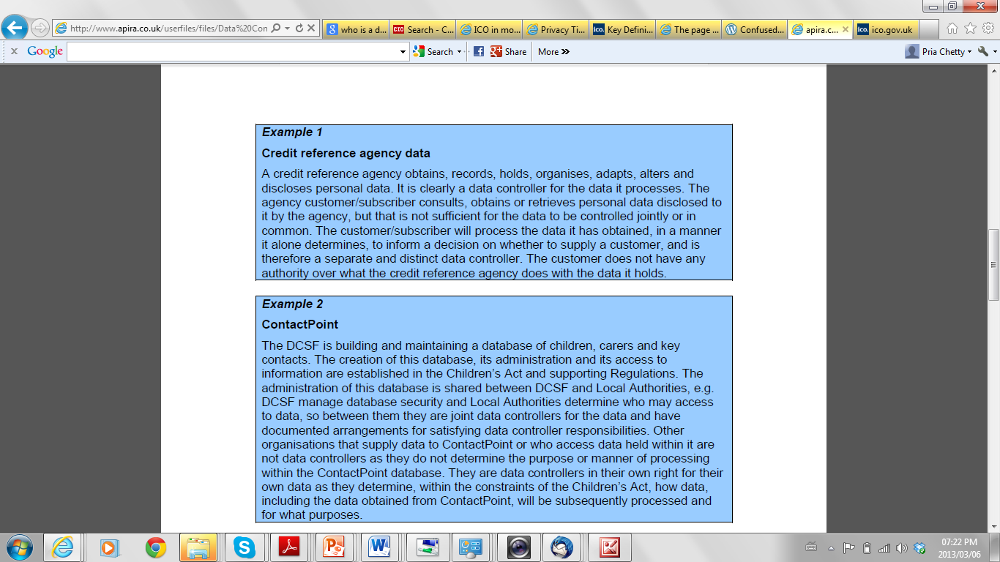 http://www.apira.co.uk/userfiles/files/Data%20Con
who is a d...
CIO Search - C...
ICO in mo...
Privacy Ti...
ico. Key Defini...
The page ...
Confused...
apira.c...
ico. ico.gov.uk
x Google
Search
Share
More »
Pria Chetty
Example 1
Credit reference agency data
A credit reference agency obtains, records, holds, organises, adapts, alters and
discloses personal data. It is clearly a data controller for the data it processes. The
agency customer/subscriber consults, obtains or retrieves personal data disclosed to
it by the agency, but that is not sufficient for the data to be controlled jointly or in
common. The customer/subscriber will process the data it has obtained, in a manner
it alone determines, to inform a decision on whether to supply a customer, and is
therefore a separate and distinct data controller. The customer does not have any
authority over what the credit reference agency does with the data it holds.
Example 2
ContactPoint
The DCSF is building and maintaining a database of children, carers and key
contacts. The creation of this database, its administration and its access to
information are established in the Children's Act and supporting Regulations. The
administration of this database is shared between DCSF and Local Authorities, e.g.
DCSF manage database security and Local Authorities determine who may access
to data, so between them they are joint data controllers for the data and have
documented arrangements for satisfying data controller responsibilities. Other
organisations that supply data to ContactPoint or who access data held within it are
not data controllers as they do not determine the purpose or manner of processing
within the ContactPoint database. They are data controllers in their own right for their
own data as they determine, within the constraints of the Children's Act, how data,
including the data obtained from ContactPoint, will be subsequently processed and
for what purposes.
07:22 PM
2013/03/06